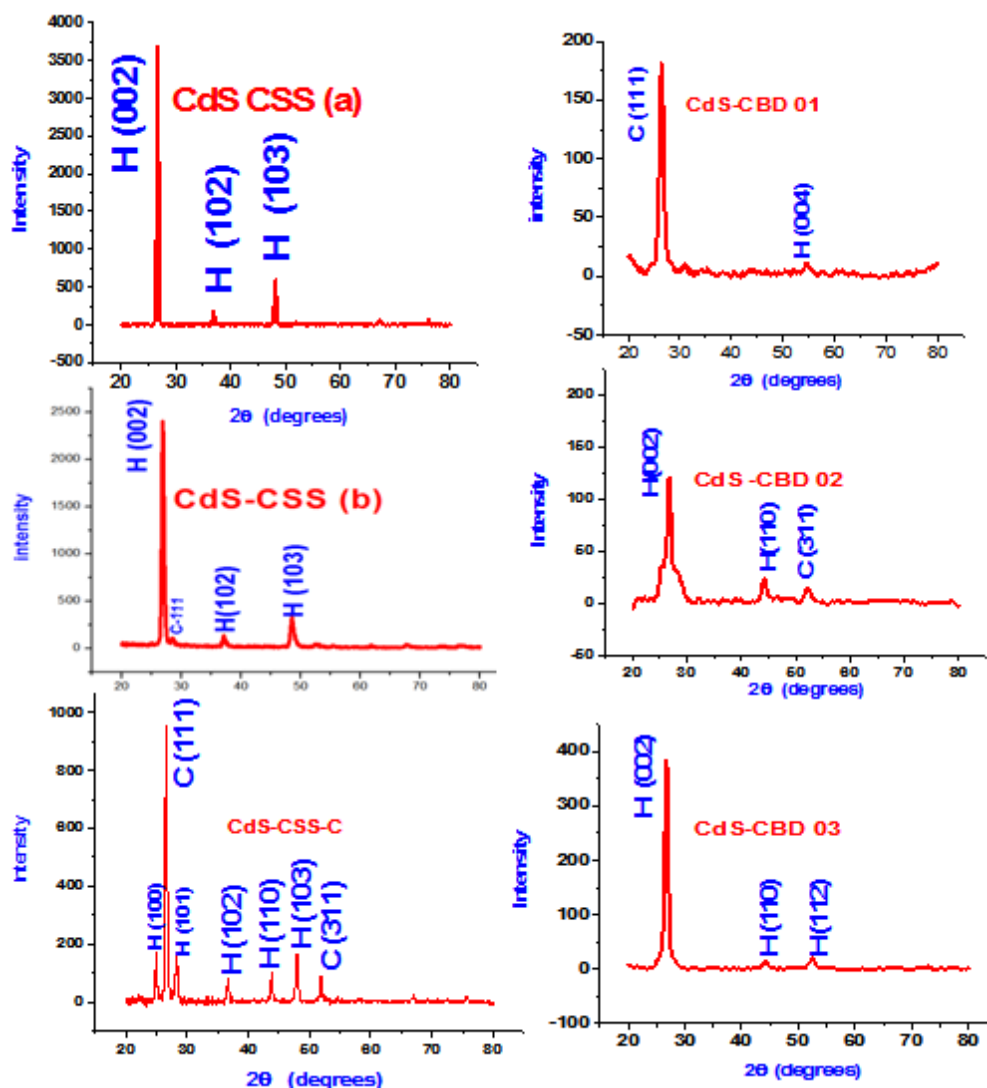 4000
3500
3000
2500
2000
1500
1000
500
0
-500
Intensity
H (002)
CdS CSS (a)
H (102)
H (103)
20 30 40 50 60 70 80
2θ (degrees)
200
150
100
50
0
-50
intensity
C (111)
CdS-CBD 01
H (004)
20 30 40 50 60 70 80
2θ (degrees)
2500
2000
1500
1000
500
0
intensity
H (002)
CdS-CSS (b)
C-111
H(102)
H (103)
20 30 40 50 60 70 80
2θ (degrees)
200
150
100
50
0
-50
Intensity
H(002)
CdS -CBD 02
H(110)
C (311)
20 30 40 50 60 70 80
2θ (degrees)
1000
800
600
400
200
0
Intensity
H (100)
C (111)
H (101)
CdS-CSS-C
H (102)
H (110)
H (103)
C (311)
20 30 40 50 60 70 80
2θ (degrees)
400
300
200
100
0
-100
Intensity
H (002)
CdS-CBD 03
H (110)
H (112)
20 30 40 50 60 70 80
2θ (degrees)